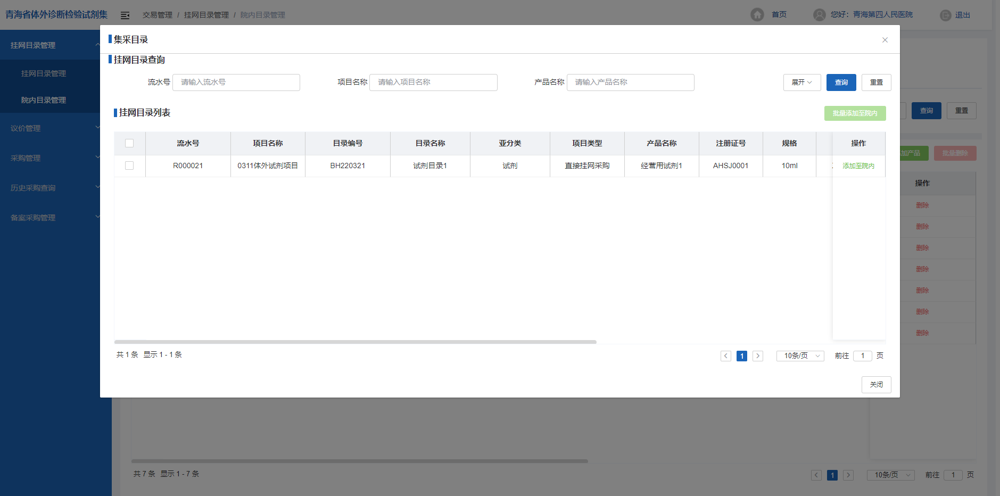 青海省体外诊断检验试剂集
交易管理 / 挂网目录管理 / 院内目录管理
首页
您好：青海第四人民医院
退出
挂网目录管理
挂网目录管理
院内目录管理
议价管理
采购管理
历史采购查询
备案采购管理
集采目录
挂网目录查询
流水号 请输入流水号 项目名称 请输入项目名称 产品名称 请输入产品名称 展开 查询 重置
挂网目录列表 批量添加至院内
流水号 项目名称 目录编号 目录名称 亚分类 项目类型 产品名称 注册证号 规格 操作
R000021 0311体外试剂项目 BH220321 试剂目录1 试剂 直接挂网采购 经营用试剂1 AHSJ0001 10ml 添加至院内
共 1 条 显示 1 - 1 条 1 10条/页 前往 1 页
关闭
查询 重置
加产品 批量删除
操作
删除
删除
删除
删除
删除
删除
删除
共 7 条 显示 1 - 7 条 1 10条/页 前往 1 页